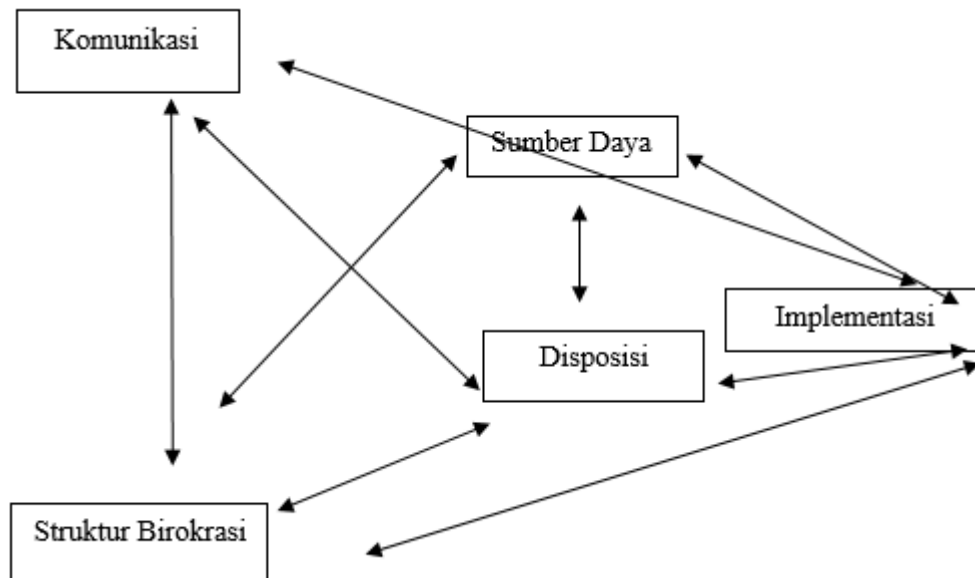 Komunikasi
Sumber Daya
Implementasi
Disposisi
Struktur Birokrasi